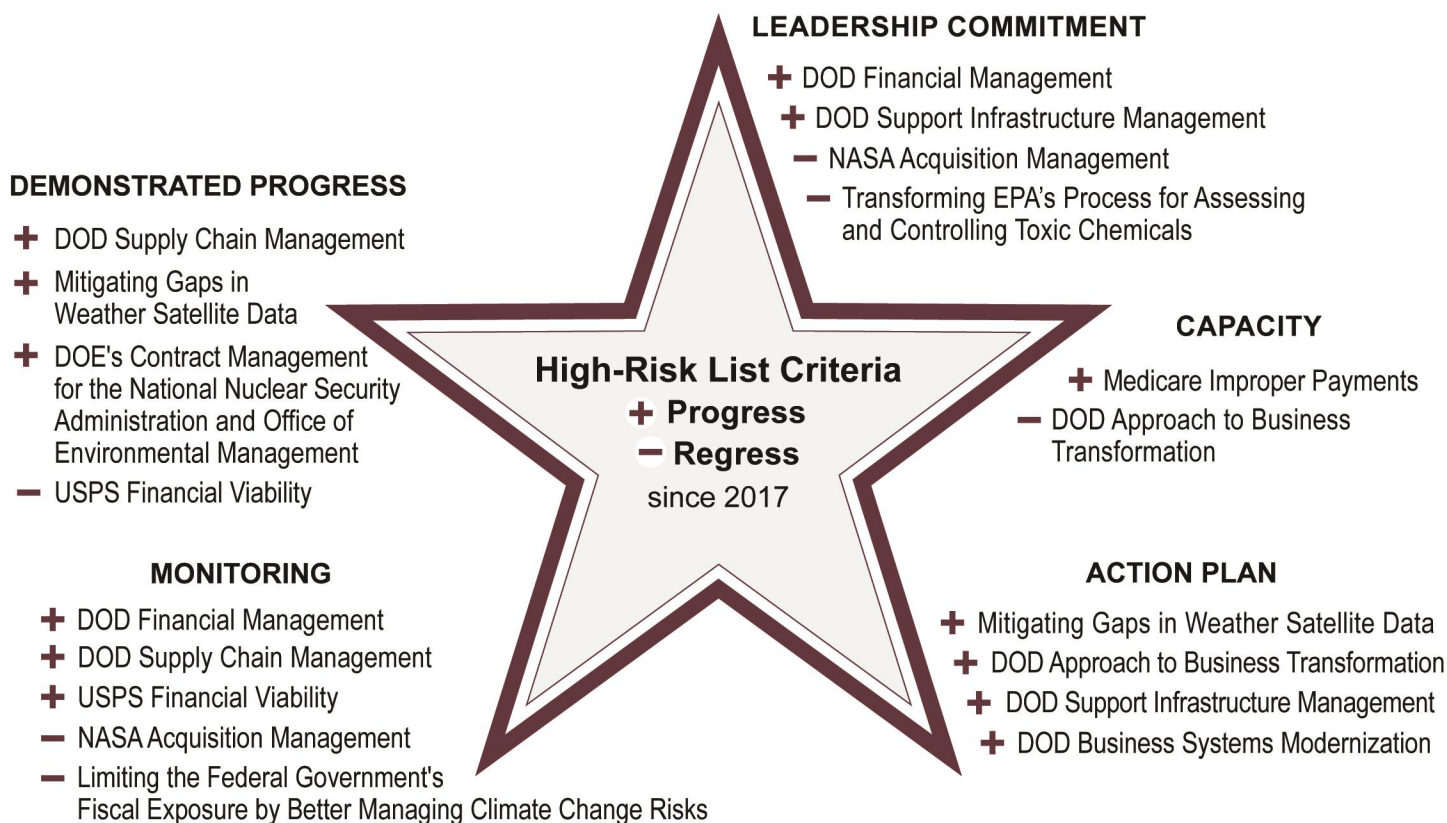 LEADERSHIP COMMITMENT
+ DOD Financial Management
+ DOD Support Infrastructure Management
− NASA Acquisition Management
− Transforming EPA’s Process for Assessing
and Controlling Toxic Chemicals
DEMONSTRATED PROGRESS
+ DOD Supply Chain Management
+ Mitigating Gaps in
Weather Satellite Data
+ DOE's Contract Management
for the National Nuclear Security
Administration and Office of
Environmental Management
− USPS Financial Viability
High-Risk List Criteria
+ Progress
− Regress
since 2017
CAPACITY
+ Medicare Improper Payments
− DOD Approach to Business
Transformation
MONITORING
+ DOD Financial Management
+ DOD Supply Chain Management
+ USPS Financial Viability
− NASA Acquisition Management
− Limiting the Federal Government's
Fiscal Exposure by Better Managing Climate Change Risks
ACTION PLAN
+ Mitigating Gaps in Weather Satellite Data
+ DOD Approach to Business Transformation
+ DOD Support Infrastructure Management
+ DOD Business Systems Modernization